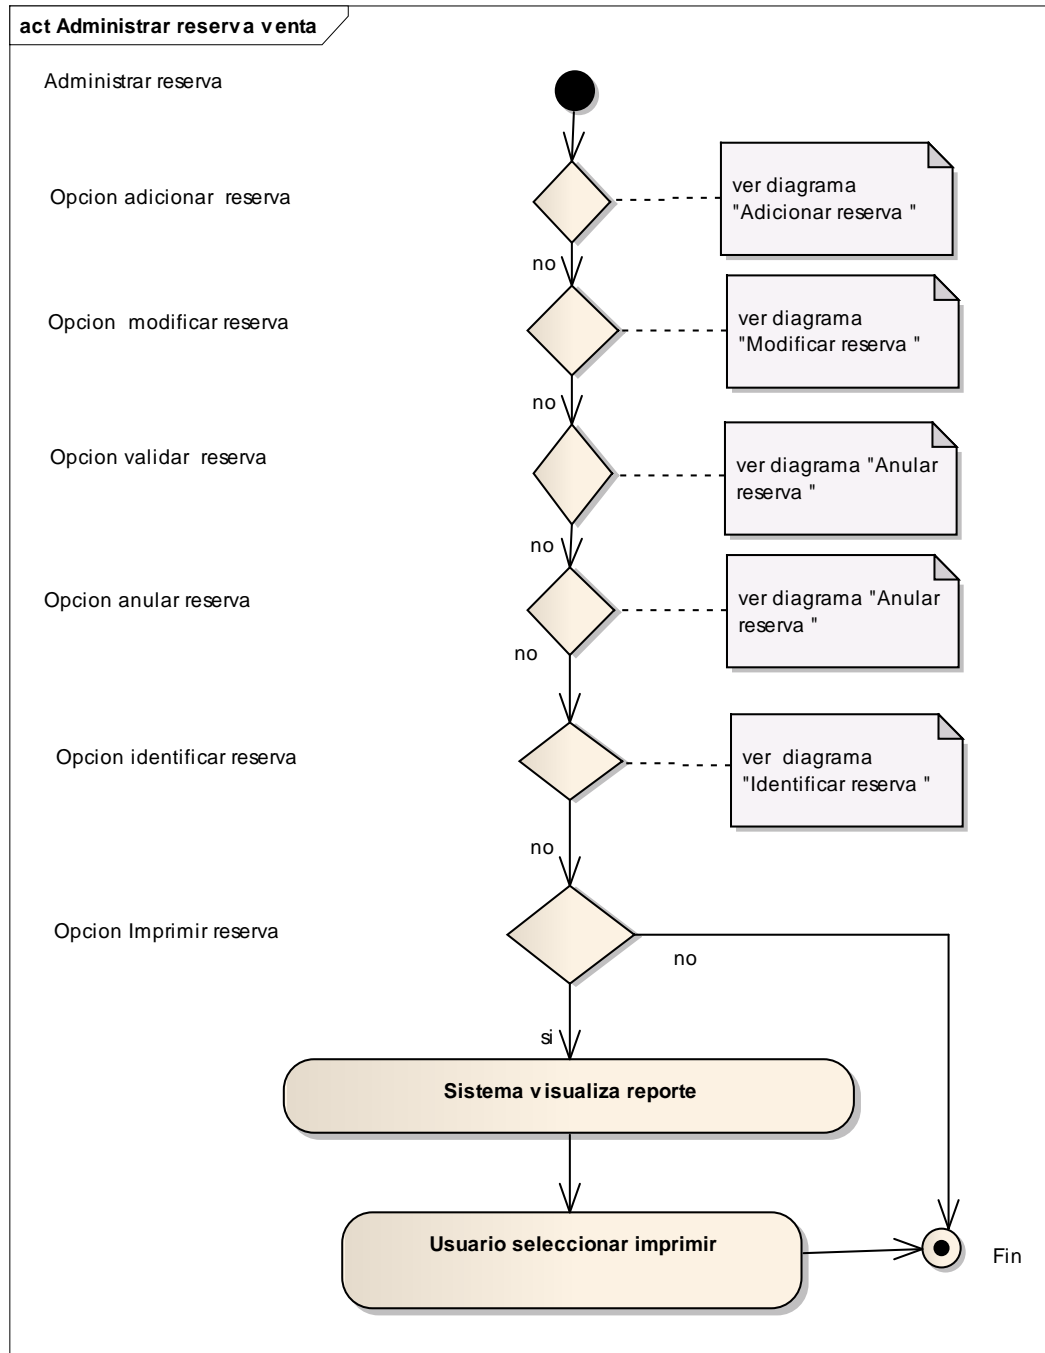 act Administrar reserva venta
Administrar reserva
Opcion adicionar reserva
ver diagrama
"Adicionar reserva "
no
Opcion modificar reserva
ver diagrama
"Modificar reserva "
no
Opcion validar reserva
ver diagrama "Anular
reserva "
no
Opcion anular reserva
ver diagrama "Anular
reserva "
no
Opcion identificar reserva
ver diagrama
"Identificar reserva "
no
Opcion Imprimir reserva
no
si
Sistema visualiza reporte
Usuario seleccionar imprimir
Fin